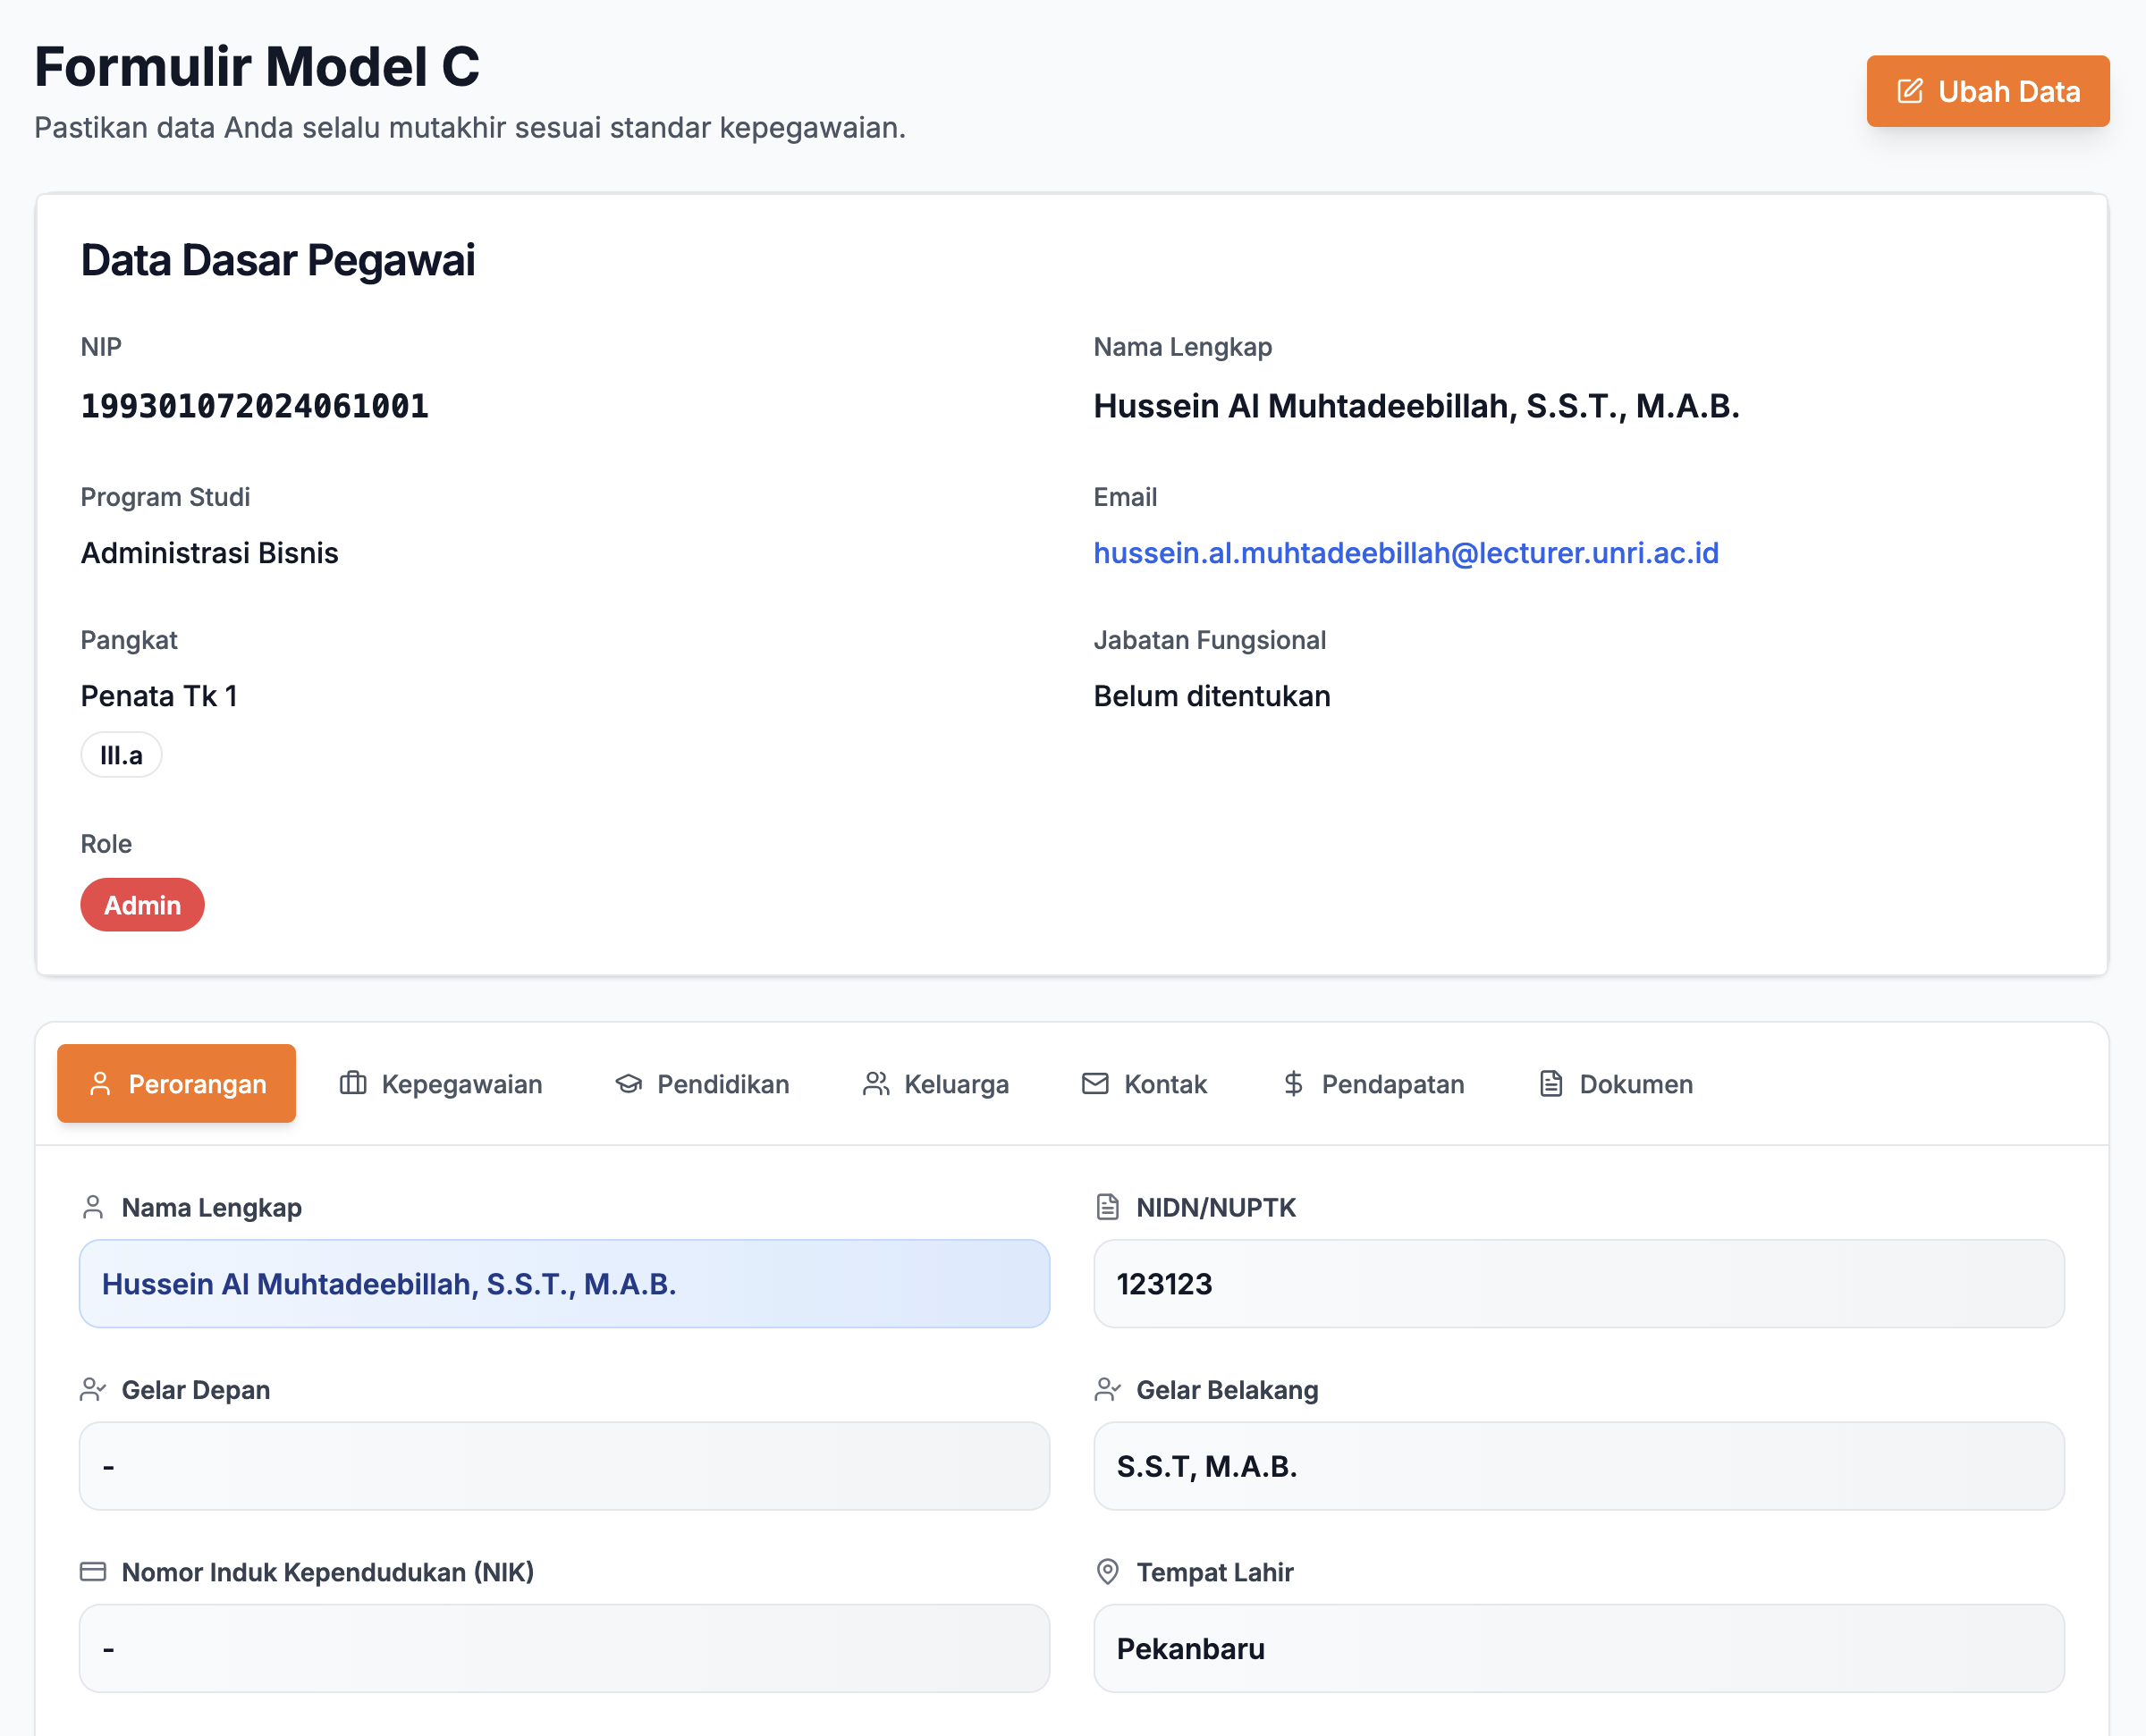 Formulir Model C
Pastikan data Anda selalu mutakhir sesuai standar kepegawaian.
Ubah Data
Data Dasar Pegawai
NIP
199301072024061001
Nama Lengkap
Hussein Al Muhtadeebillah, S.S.T., M.A.B.
Program Studi
Administrasi Bisnis
Email
hussein.al.muhtadeebillah@lecturer.unri.ac.id
Pangkat
Penata Tk 1
III.a
Jabatan Fungsional
Belum ditentukan
Role
Admin
Perorangan
Kepegawaian
Pendidikan
Keluarga
Kontak
Pendapatan
Dokumen
Nama Lengkap
Hussein Al Muhtadeebillah, S.S.T., M.A.B.
NIDN/NUPTK
123123
Gelar Depan
-
Gelar Belakang
S.S.T, M.A.B.
Nomor Induk Kependudukan (NIK)
-
Tempat Lahir
Pekanbaru